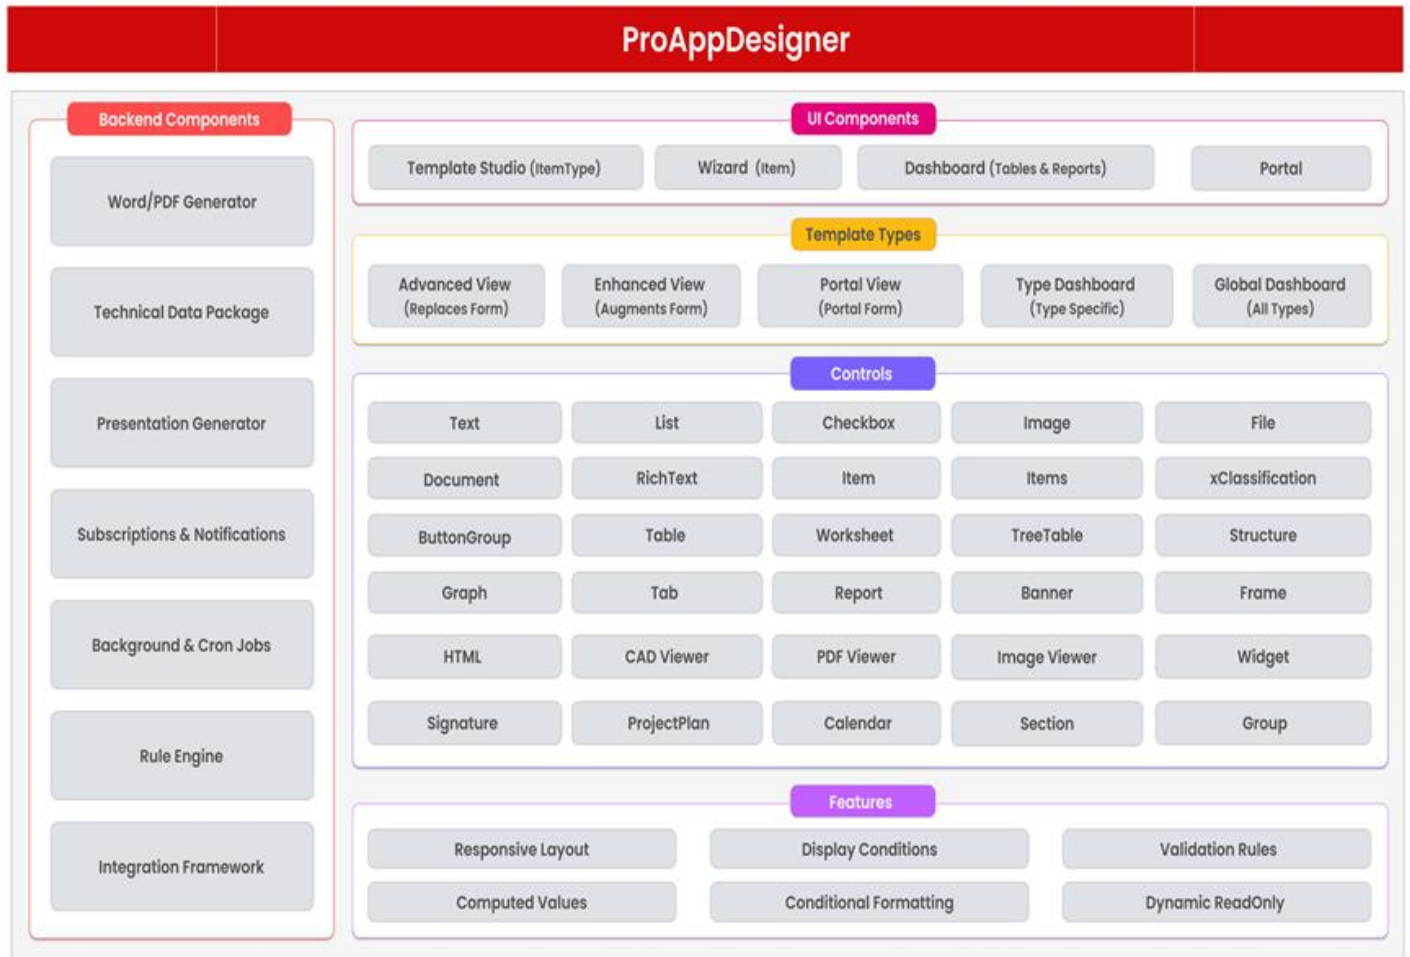 ProAppDesigner
Backend Components
Word/PDF Generator
Technical Data Package
Presentation Generator
Subscriptions & Notifications
Background & Cron Jobs
Rule Engine
Integration Framework
UI Components
Template Studio (ItemType)
Wizard (Item)
Dashboard (Tables & Reports)
Portal
Template Types
Advanced View
(Replaces Form)
Enhanced View
(Augments Form)
Portal View
(Portal Form)
Type Dashboard
(Type Specific)
Global Dashboard
(All Types)
Controls
Text
List
Checkbox
Image
File
Document
RichText
Item
Items
xClassification
ButtonGroup
Table
Worksheet
TreeTable
Structure
Graph
Tab
Report
Banner
Frame
HTML
CAD Viewer
PDF Viewer
Image Viewer
Widget
Signature
ProjectPlan
Calendar
Section
Group
Features
Responsive Layout
Display Conditions
Validation Rules
Computed Values
Conditional Formatting
Dynamic ReadOnly